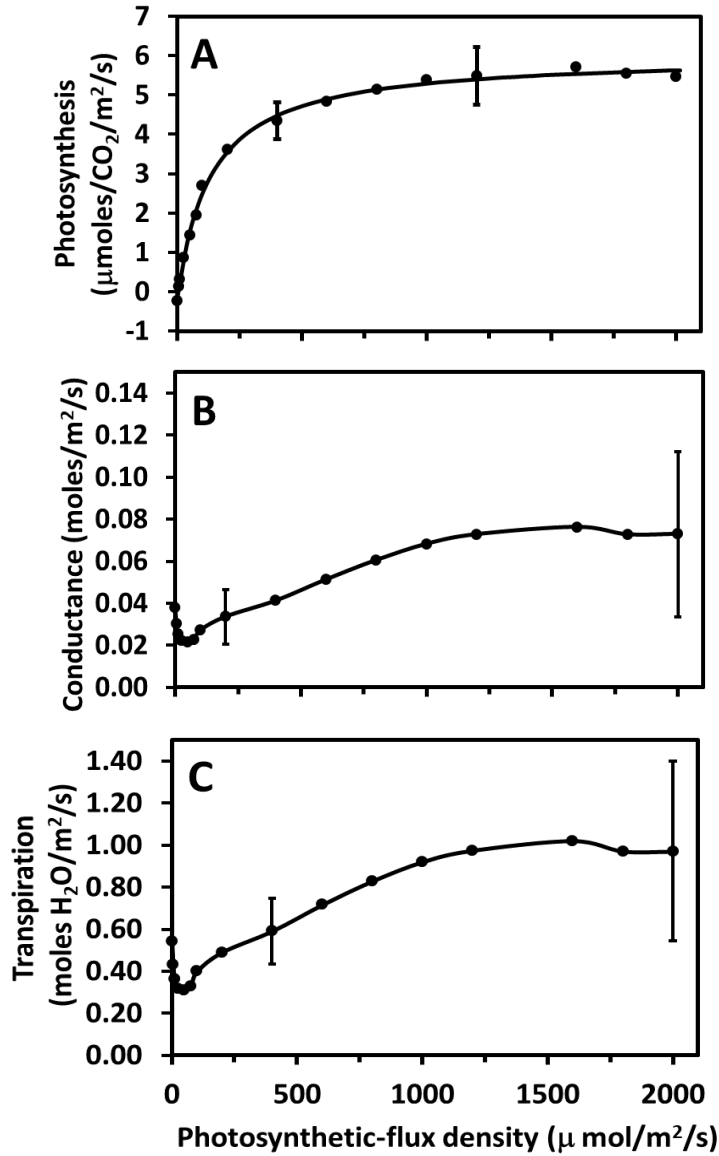 A
7
6
5
4
3
2
1
0
-1
Photosynthesis
(μmoles/CO₂/m²/s)
B
0.14
0.12
0.10
0.08
0.06
0.04
0.02
0.00
Conductance (moles/m²/s)
C
1.40
1.20
1.00
0.80
0.60
0.40
0.20
0.00
Transpiration
(moles H₂O/m²/s)
0 500 1000 1500 2000
Photosynthetic-flux density (μ mol/m²/s)